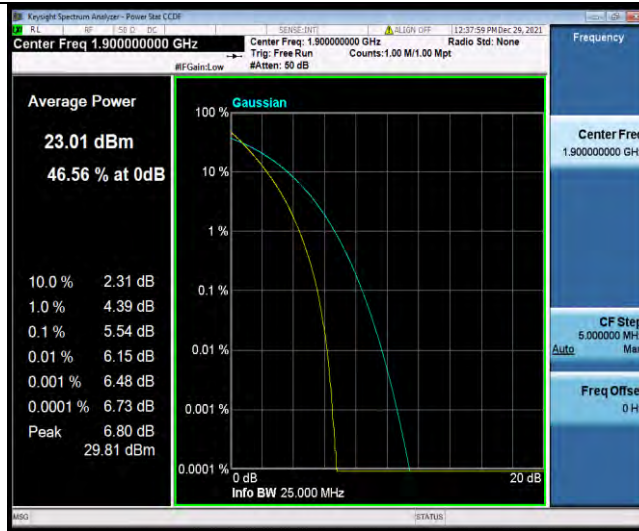 Keysight Spectrum Analyzer - Power Stat CCDF
RL RF 50 Ω DC SENSE:INT ALIGN OFF 12:37:59 PM Dec 29, 2021
Center Freq 1.900000000 GHz
Center Freq: 1.900000000 GHz Radio Std: None
Trig: Free Run Counts:1.00 M/1.00 Mpt
#IFGain:Low #Atten: 50 dB
Frequency
Average Power
23.01 dBm
46.56 % at 0dB
10.0 % 2.31 dB
1.0 % 4.39 dB
0.1 % 5.54 dB
0.01 % 6.15 dB
0.001 % 6.48 dB
0.0001 % 6.73 dB
Peak 6.80 dB
29.81 dBm
Gaussian
100 %
10 %
1 %
0.1 %
0.01 %
0.001 %
0.0001 %
0 dB 20 dB
Info BW 25.000 MHz
Center Fre
1.900000000 GH
CF Step
5.000000 MH
Auto Ma
Freq Offse
0 H
MSG STATUS